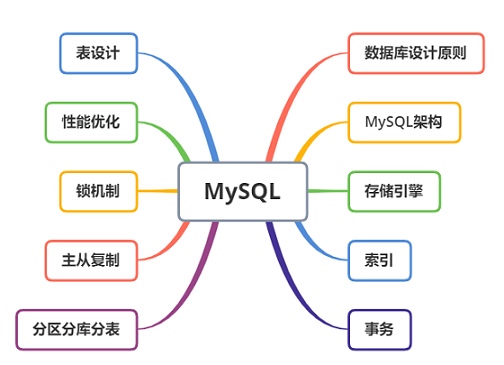 表设计
数据库设计原则
性能优化
MySQL架构
锁机制
MySQL
存储引擎
主从复制
索引
分区分库分表
事务